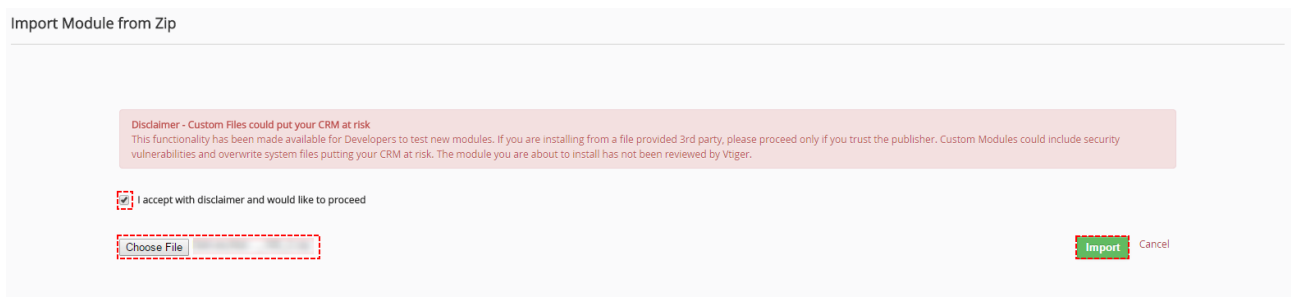 Import Module from Zip
Disclaimer - Custom Files could put your CRM at risk
This functionality has been made available for Developers to test new modules. If you are installing from a file provided 3rd party, please proceed only if you trust the publisher. Custom Modules could include security
vulnerabilities and overwrite system files putting your CRM at risk. The module you are about to install has not been reviewed by Vtiger.
I accept with disclaimer and would like to proceed
Choose File
Import Cancel